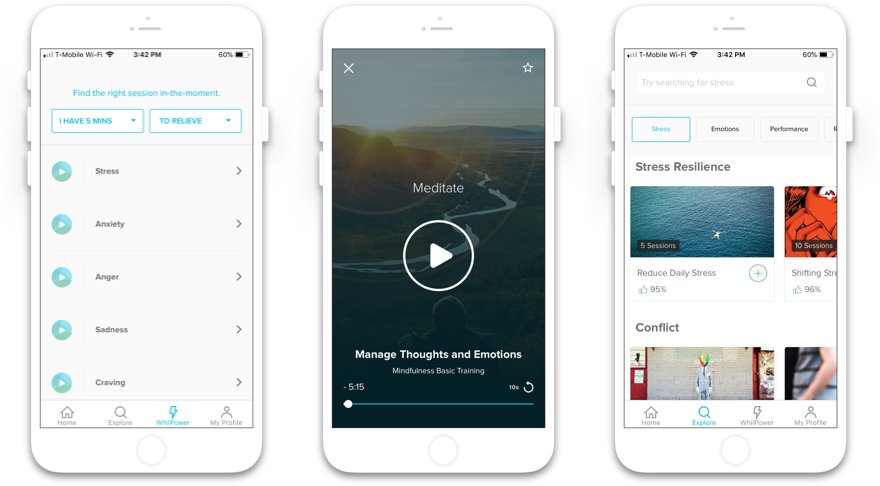 T-Mobile Wi-Fi 3:42 PM 60%
Find the right session in-the-moment.
I HAVE 5 MINS TO RELIEVE
Stress
Anxiety
Anger
Sadness
Craving
Home Explore WhilPower My Profile
Meditate
Manage Thoughts and Emotions
Mindfulness Basic Training
- 5:15 10s
T-Mobile Wi-Fi 3:42 PM 60%
Try searching for stress
Stress Emotions Performance R
Stress Resilience
5 Sessions 10 Sessions
Reduce Daily Stress Shifting Str
95% 96%
Conflict
Home Explore WhilPower My Profile